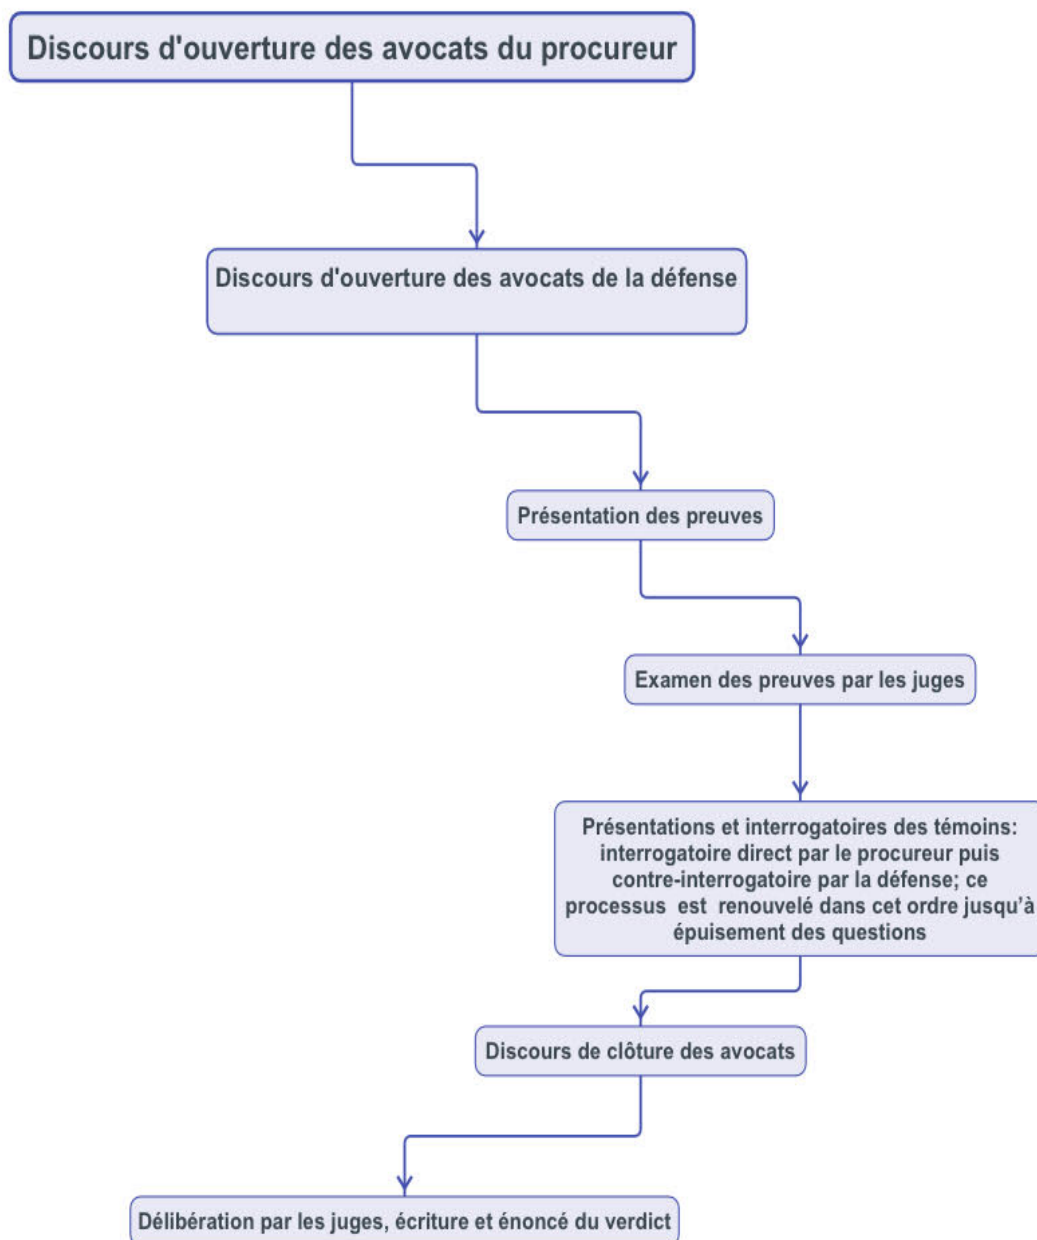 Discours d'ouverture des avocats du procureur
Discours d'ouverture des avocats de la défense
Présentation des preuves
Examen des preuves par les juges
Présentations et interrogatoires des témoins:
interrogatoire direct par le procureur puis
contre-interrogatoire par la défense; ce
processus est renouvelé dans cet ordre jusqu’à
épuisement des questions
Discours de clôture des avocats
Délibération par les juges, écriture et énoncé du verdict